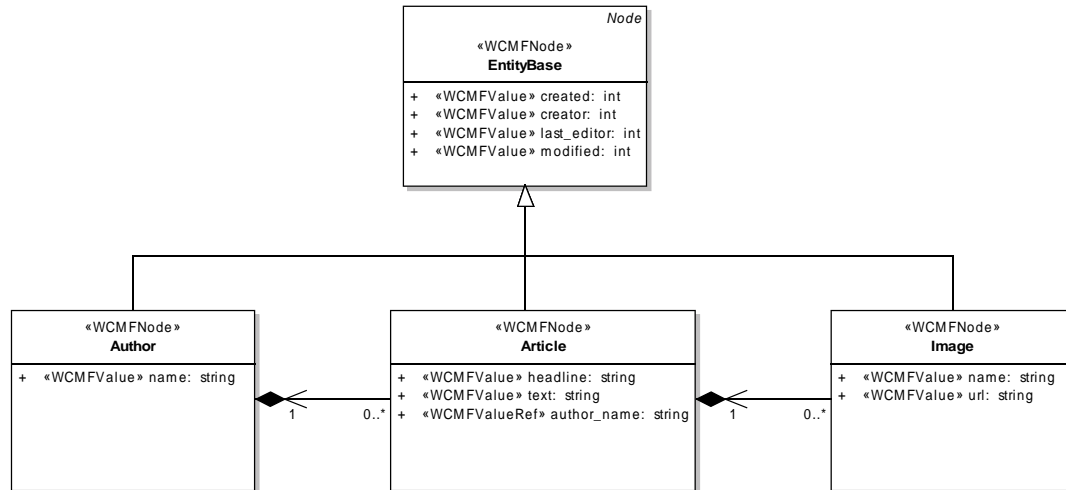 Node
«WCMFNode»
EntityBase
+ «WCMFValue» created: int
+ «WCMFValue» creator: int
+ «WCMFValue» last_editor: int
+ «WCMFValue» modified: int
«WCMFNode»
Author
+ «WCMFValue» name: string
1
0..*
«WCMFNode»
Article
+ «WCMFValue» headline: string
+ «WCMFValue» text: string
+ «WCMFValueRef» author_name: string
1
0..*
«WCMFNode»
Image
+ «WCMFValue» name: string
+ «WCMFValue» url: string